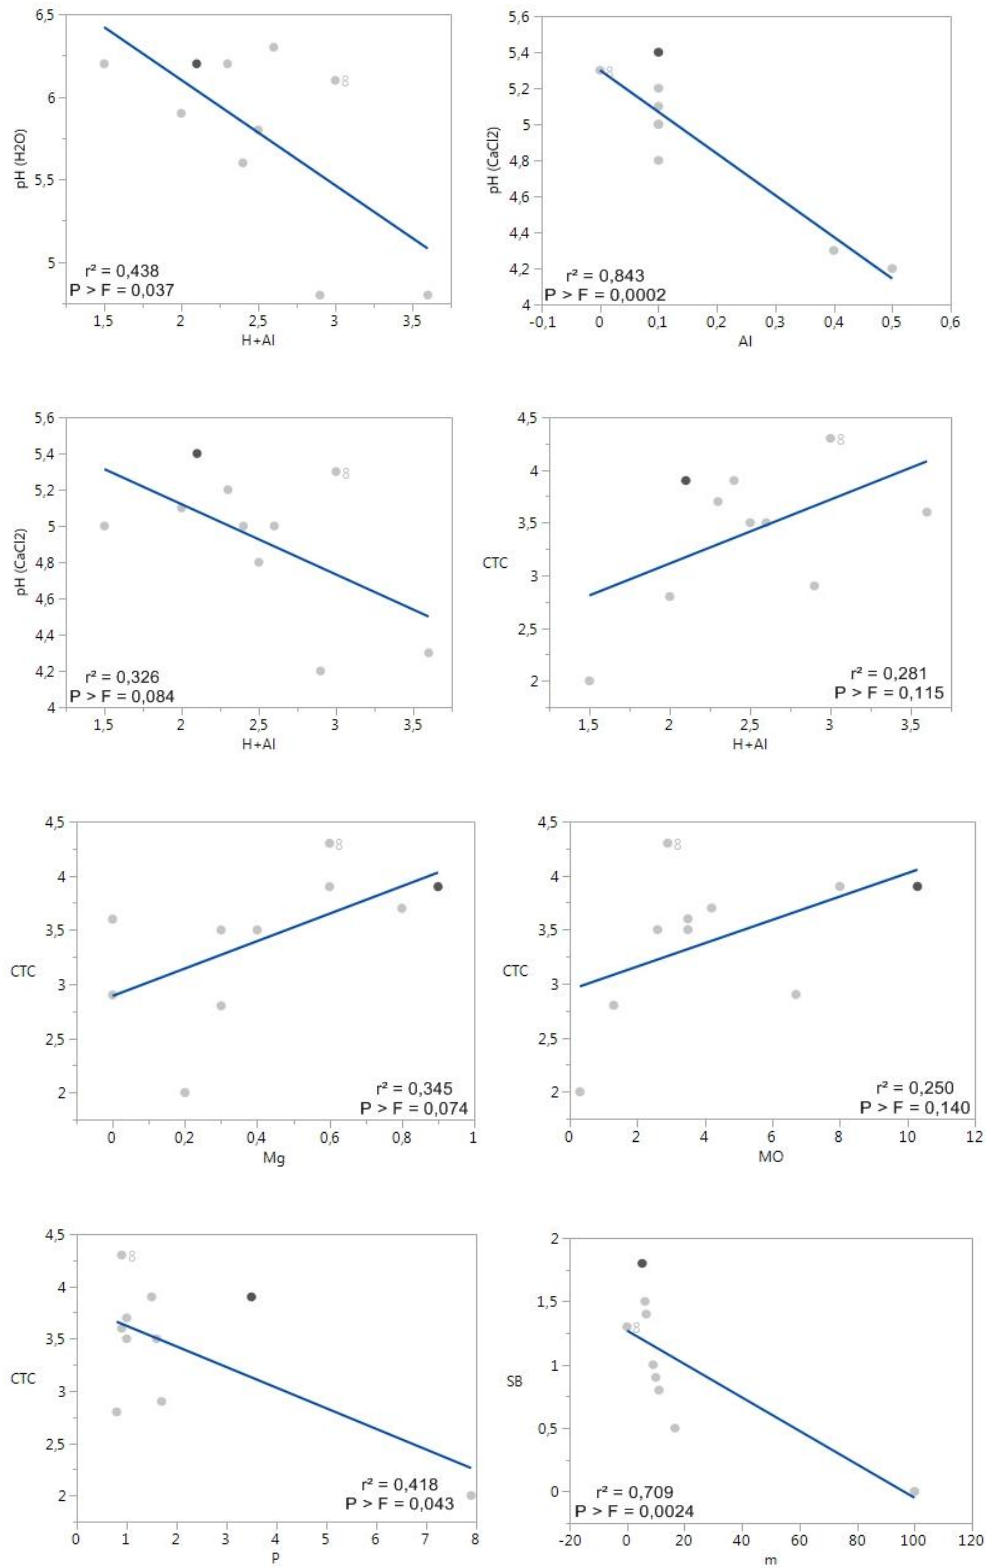 6,5
6
5,5
5
pH (H2O)
8
r² = 0,438
P > F = 0,037
1,5 2 2,5 3 3,5
H+Al
5,6
5,4
5,2
5
4,8
4,6
4,4
4,2
4
pH (CaCl2)
8
r² = 0,843
P > F = 0,0002
-0,1 0 0,1 0,2 0,3 0,4 0,5 0,6
Al
5,6
5,4
5,2
5
4,8
4,6
4,4
4,2
4
pH (CaCl2)
8
r² = 0,326
P > F = 0,084
1,5 2 2,5 3 3,5
H+Al
4,5
4
3,5
3
2,5
2
CTC
8
r² = 0,281
P > F = 0,115
1,5 2 2,5 3 3,5
H+Al
4,5
4
3,5
3
2,5
2
CTC
8
r² = 0,345
P > F = 0,074
0 0,2 0,4 0,6 0,8 1
Mg
4,5
4
3,5
3
2,5
2
CTC
8
r² = 0,250
P > F = 0,140
0 2 4 6 8 10 12
MO
4,5
4
3,5
3
2,5
2
CTC
8
r² = 0,418
P > F = 0,043
0 1 2 3 4 5 6 7 8
P
2
1,5
1
0,5
0
SB
8
r² = 0,709
P > F = 0,0024
-20 0 20 40 60 80 100 120
m